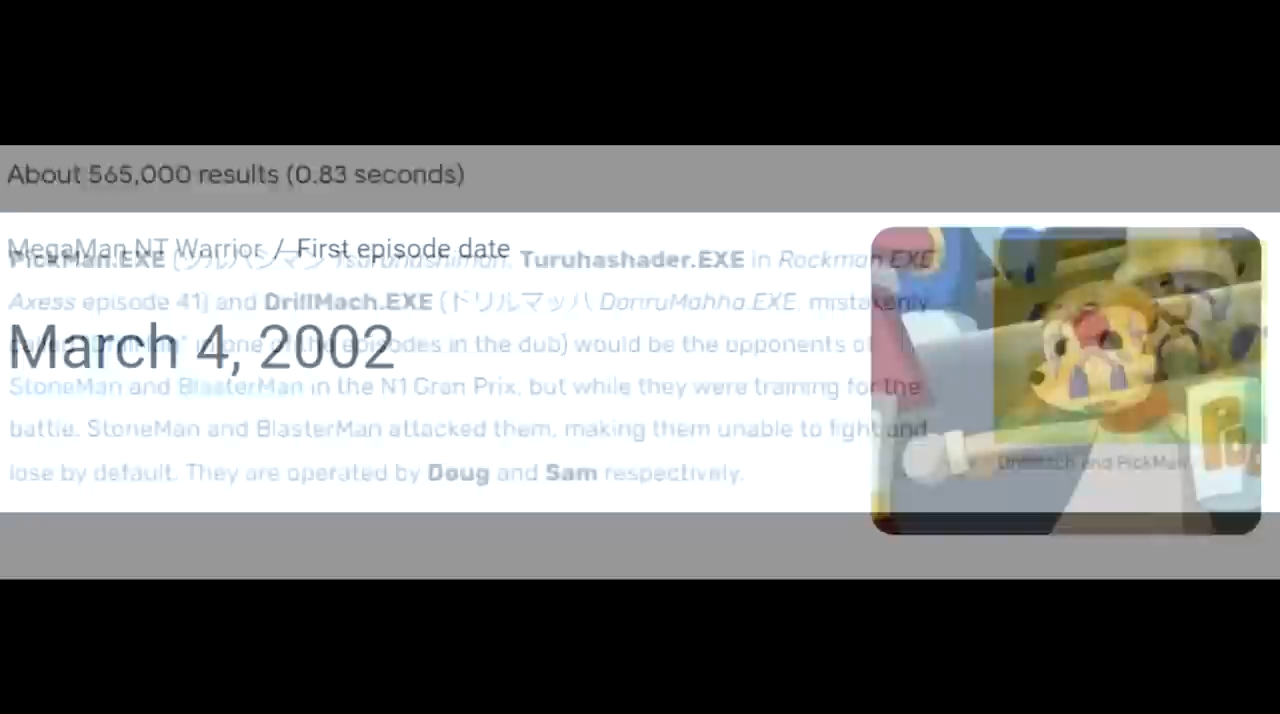 About 565,000 results (0.83 seconds)
MegaMan NT Warrior / First episode date
PickMan.EXE (ツルハシマン Tsuruhashiman, Turuhashader.EXE in Rockman EXE
Axess episode 41) and DrillMach.EXE (ドリルマッハ DoriruMahha.EXE, mistakenly
March 4, 2002
in one of the episodes in the dub) would be the opponents of
StoneMan and BlasterMan in the N1 Gran Prix, but while they were training for the
battle, StoneMan and BlasterMan attacked them, making them unable to fight and
lose by default. They are operated by Doug and Sam respectively.
DrillMach and PickMan